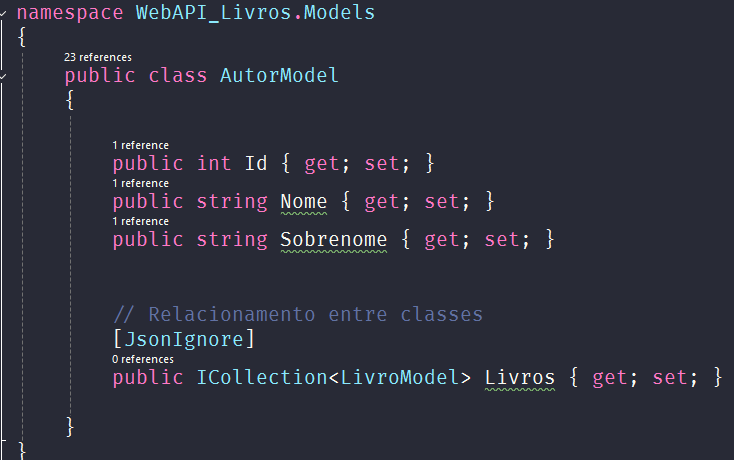 namespace WebAPI_Livros.Models
{
23 references
public class AutorModel
{
1 reference
public int Id { get; set; }
1 reference
public string Nome { get; set; }
1 reference
public string Sobrenome { get; set; }
// Relacionamento entre classes
[JsonIgnore]
0 references
public ICollection<LivroModel> Livros { get; set; }
}
}